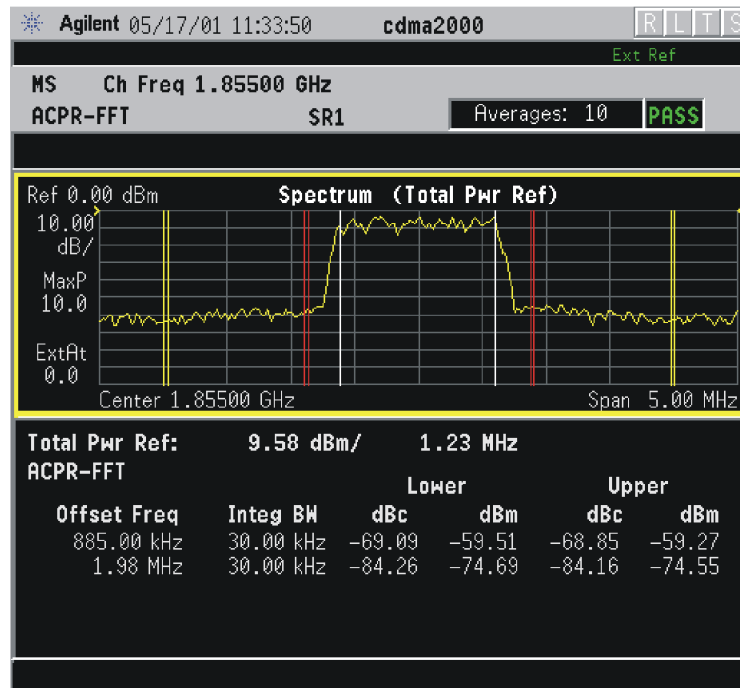 Agilent 05/17/01 11:33:50 cdma2000 R L T S
Ext Ref
MS Ch Freq 1.85500 GHz
ACPR-FFT SR1 Averages: 10 PASS
Ref 0.00 dBm Spectrum (Total Pwr Ref)
10.00
dB/
MaxP
10.0
ExtAt
0.0
Center 1.85500 GHz Span 5.00 MHz
Total Pwr Ref: 9.58 dBm/ 1.23 MHz
ACPR-FFT
Lower Upper
Offset Freq Integ BW dBc dBm dBc dBm
885.00 kHz 30.00 kHz -69.09 -59.51 -68.85 -59.27
1.98 MHz 30.00 kHz -84.26 -74.69 -84.16 -74.55